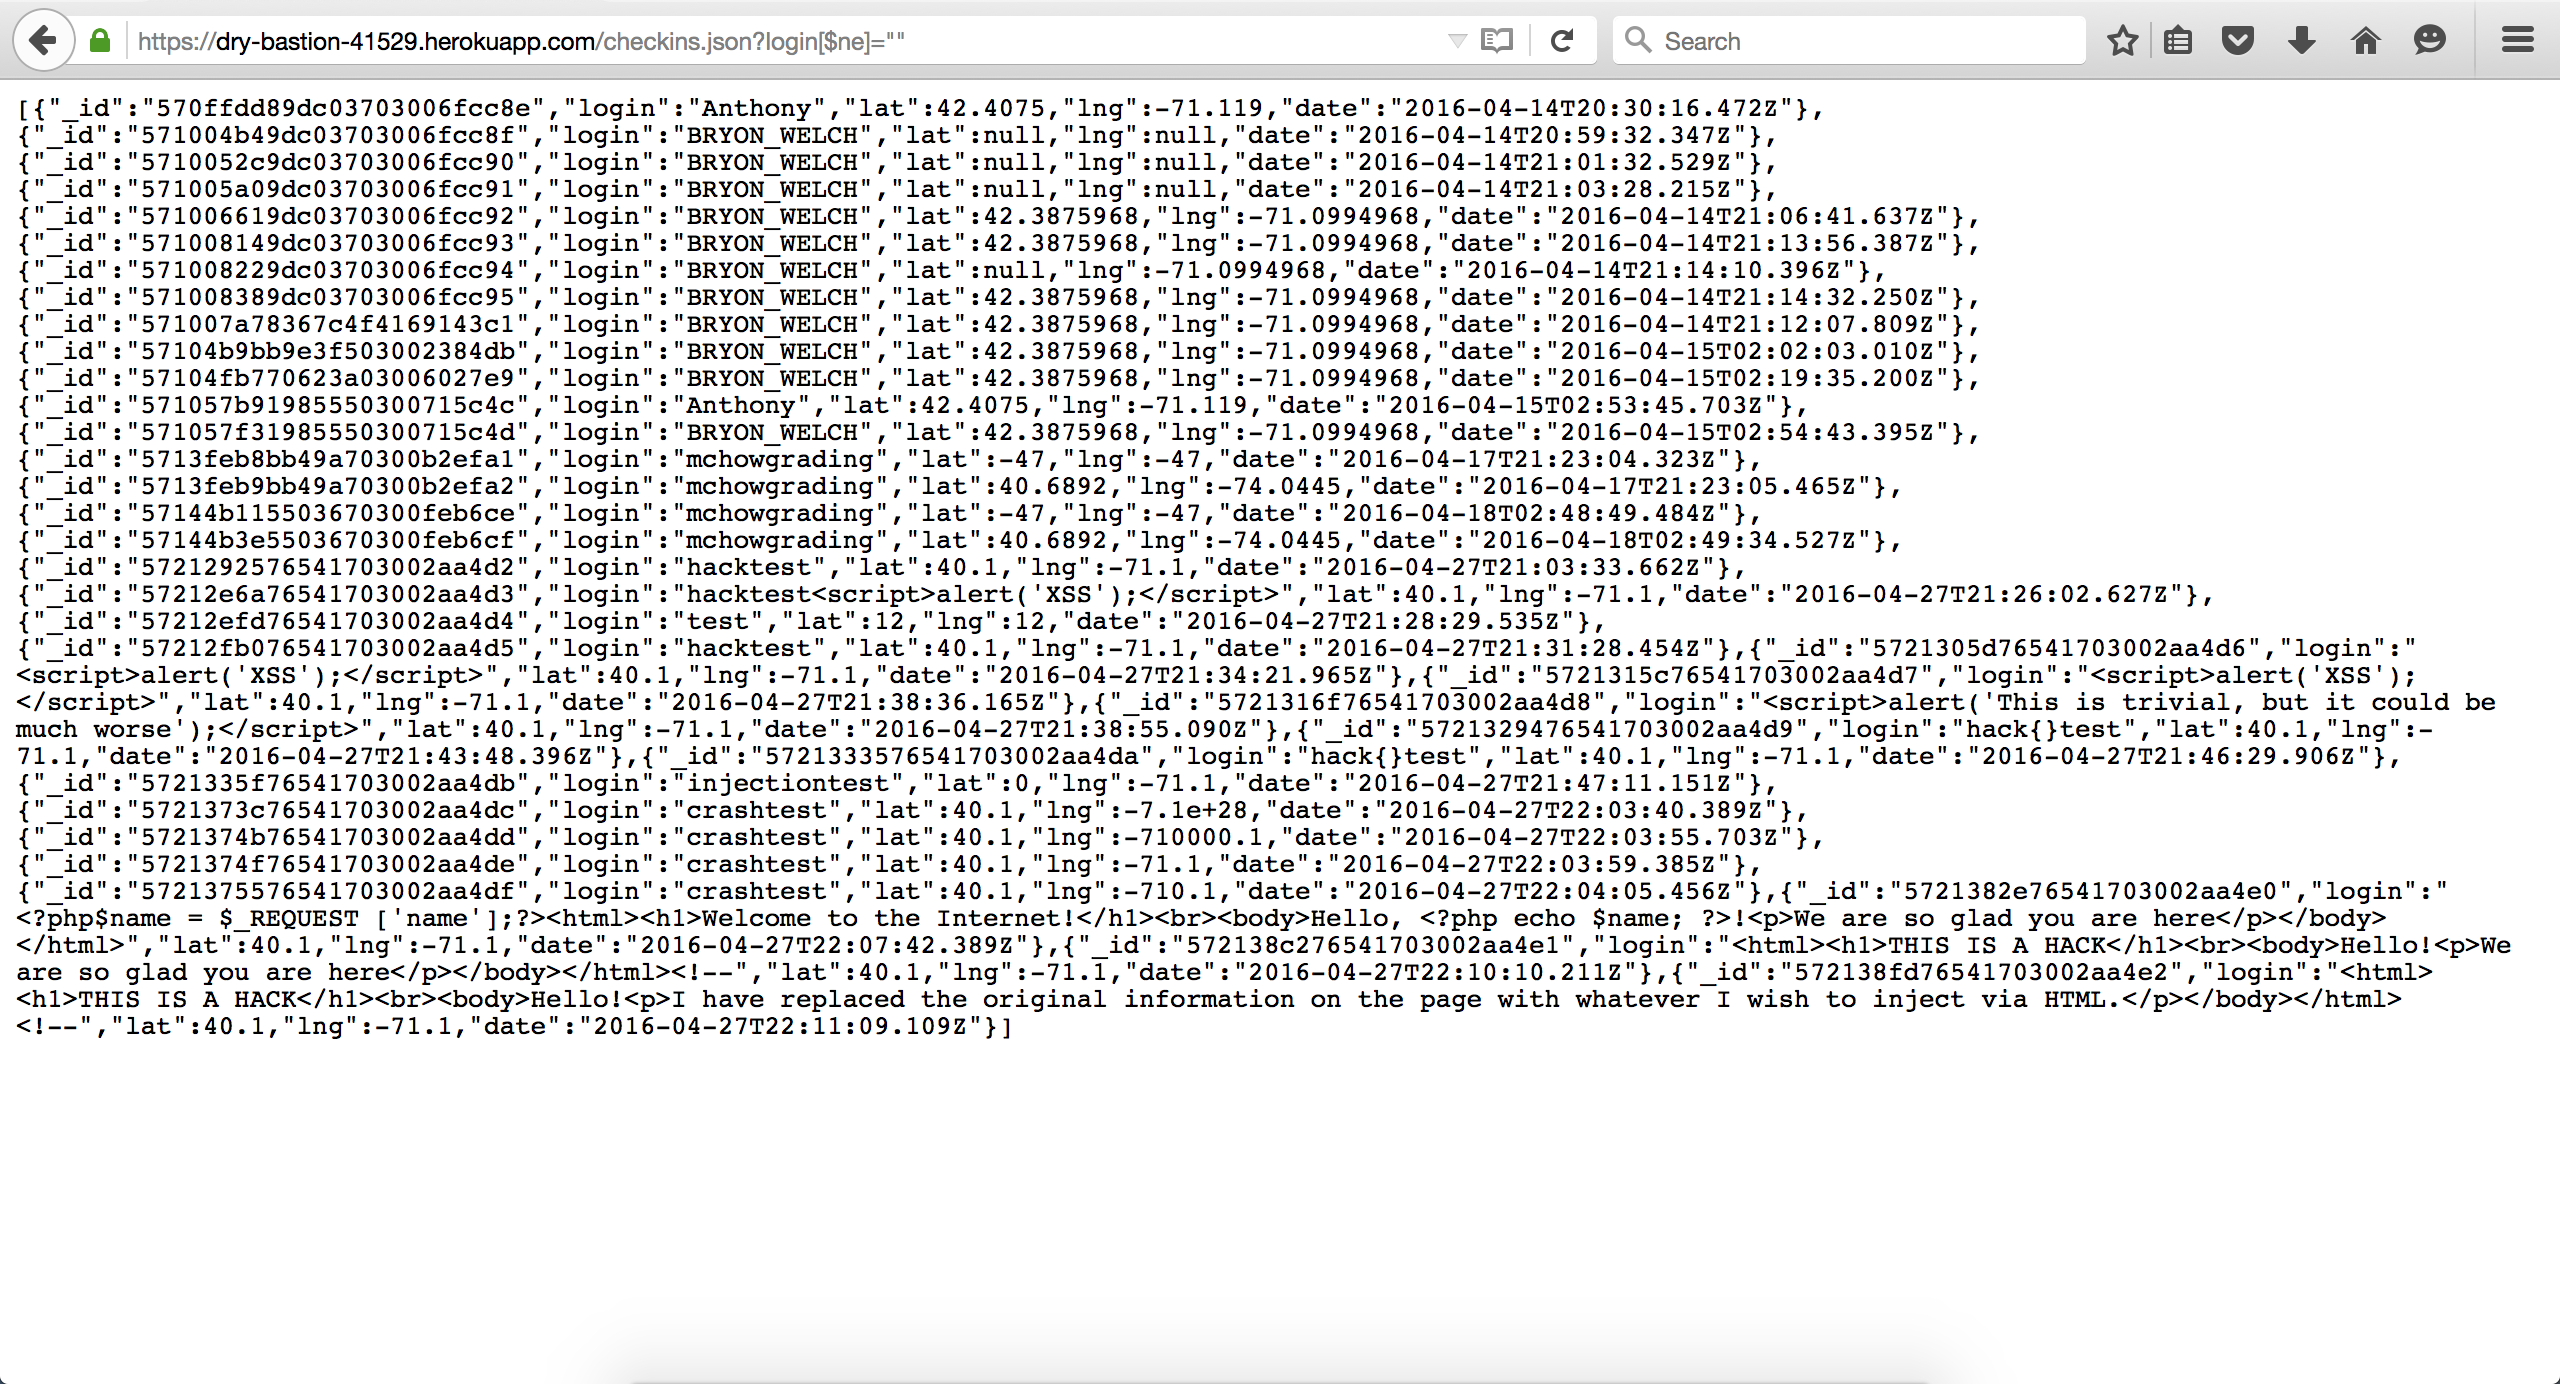 https://dry-bastion-41529.herokuapp.com/checkins.json?login[$ne]=""
Search
[{"_id":"570ffdd89dc03703006fcc8e","login":"Anthony","lat":42.4075,"lng":-71.119,"date":"2016-04-14T20:30:16.472Z"},
{"_id":"571004b49dc03703006fcc8f","login":"BRYON_WELCH","lat":null,"lng":null,"date":"2016-04-14T20:59:32.347Z"},
{"_id":"5710052c9dc03703006fcc90","login":"BRYON_WELCH","lat":null,"lng":null,"date":"2016-04-14T21:01:32.529Z"},
{"_id":"571005a09dc03703006fcc91","login":"BRYON_WELCH","lat":null,"lng":null,"date":"2016-04-14T21:03:28.215Z"},
{"_id":"571006619dc03703006fcc92","login":"BRYON_WELCH","lat":42.3875968,"lng":-71.0994968,"date":"2016-04-14T21:06:41.637Z"},
{"_id":"571008149dc03703006fcc93","login":"BRYON_WELCH","lat":42.3875968,"lng":-71.0994968,"date":"2016-04-14T21:13:56.387Z"},
{"_id":"571008229dc03703006fcc94","login":"BRYON_WELCH","lat":null,"lng":-71.0994968,"date":"2016-04-14T21:14:10.396Z"},
{"_id":"571008389dc03703006fcc95","login":"BRYON_WELCH","lat":42.3875968,"lng":-71.0994968,"date":"2016-04-14T21:14:32.250Z"},
{"_id":"571007a78367c4f4169143c1","login":"BRYON_WELCH","lat":42.3875968,"lng":-71.0994968,"date":"2016-04-14T21:12:07.809Z"},
{"_id":"57104b9bb9e3f503002384db","login":"BRYON_WELCH","lat":42.3875968,"lng":-71.0994968,"date":"2016-04-15T02:02:03.010Z"},
{"_id":"57104fb770623a03006027e9","login":"BRYON_WELCH","lat":42.3875968,"lng":-71.0994968,"date":"2016-04-15T02:19:35.200Z"},
{"_id":"571057b91985550300715c4c","login":"Anthony","lat":42.4075,"lng":-71.119,"date":"2016-04-15T02:53:45.703Z"},
{"_id":"571057f31985550300715c4d","login":"BRYON_WELCH","lat":42.3875968,"lng":-71.0994968,"date":"2016-04-15T02:54:43.395Z"},
{"_id":"5713feb8bb49a70300b2efa1","login":"mchowgrading","lat":-47,"lng":-47,"date":"2016-04-17T21:23:04.323Z"},
{"_id":"5713feb9bb49a70300b2efa2","login":"mchowgrading","lat":40.6892,"lng":-74.0445,"date":"2016-04-17T21:23:05.465Z"},
{"_id":"57144b115503670300feb6ce","login":"mchowgrading","lat":-47,"lng":-47,"date":"2016-04-18T02:48:49.484Z"},
{"_id":"57144b3e5503670300feb6cf","login":"mchowgrading","lat":40.6892,"lng":-74.0445,"date":"2016-04-18T02:49:34.527Z"},
{"_id":"5721292576541703002aa4d2","login":"hacktest","lat":40.1,"lng":-71.1,"date":"2016-04-27T21:03:33.662Z"},
{"_id":"57212e6a76541703002aa4d3","login":"hacktest<script>alert('XSS');</script>","lat":40.1,"lng":-71.1,"date":"2016-04-27T21:26:02.627Z"},
{"_id":"57212efd76541703002aa4d4","login":"test","lat":12,"lng":12,"date":"2016-04-27T21:28:29.535Z"},
{"_id":"57212fb076541703002aa4d5","login":"hacktest","lat":40.1,"lng":-71.1,"date":"2016-04-27T21:31:28.454Z"},{"_id":"5721305d76541703002aa4d6","login":"
<script>alert('XSS');</script>","lat":40.1,"lng":-71.1,"date":"2016-04-27T21:34:21.965Z"},{"_id":"5721315c76541703002aa4d7","login":"<script>alert('XSS');
</script>","lat":40.1,"lng":-71.1,"date":"2016-04-27T21:38:36.165Z"},{"_id":"5721316f76541703002aa4d8","login":"<script>alert('This is trivial, but it could be
much worse');</script>","lat":40.1,"lng":-71.1,"date":"2016-04-27T21:38:55.090Z"},{"_id":"5721329476541703002aa4d9","login":"hack{}test","lat":40.1,"lng":-
71.1,"date":"2016-04-27T21:43:48.396Z"},{"_id":"5721333576541703002aa4da","login":"hack{}test","lat":40.1,"lng":-71.1,"date":"2016-04-27T21:46:29.906Z"},
{"_id":"5721335f76541703002aa4db","login":"injectiontest","lat":0,"lng":-71.1,"date":"2016-04-27T21:47:11.151Z"},
{"_id":"5721373c76541703002aa4dc","login":"crashtest","lat":40.1,"lng":-7.1e+28,"date":"2016-04-27T22:03:40.389Z"},
{"_id":"5721374b76541703002aa4dd","login":"crashtest","lat":40.1,"lng":-710000.1,"date":"2016-04-27T22:03:55.703Z"},
{"_id":"5721374f76541703002aa4de","login":"crashtest","lat":40.1,"lng":-71.1,"date":"2016-04-27T22:03:59.385Z"},
{"_id":"5721375576541703002aa4df","login":"crashtest","lat":40.1,"lng":-710.1,"date":"2016-04-27T22:04:05.456Z"},{"_id":"5721382e76541703002aa4e0","login":"
<?php$name = $_REQUEST ['name'];?><html><h1>Welcome to the Internet!</h1><br><body>Hello, <?php echo $name; ?>!<p>We are so glad you are here</p></body>
</html>","lat":40.1,"lng":-71.1,"date":"2016-04-27T22:07:42.389Z"},{"_id":"572138c276541703002aa4e1","login":"<html><h1>THIS IS A HACK</h1><br><body>Hello!<p>We
are so glad you are here</p></body></html><!--","lat":40.1,"lng":-71.1,"date":"2016-04-27T22:10:10.211Z"},{"_id":"572138fd76541703002aa4e2","login":"<html>
<h1>THIS IS A HACK</h1><br><body>Hello!<p>I have replaced the original information on the page with whatever I wish to inject via HTML.</p></body></html>
<!--","lat":40.1,"lng":-71.1,"date":"2016-04-27T22:11:09.109Z"}]